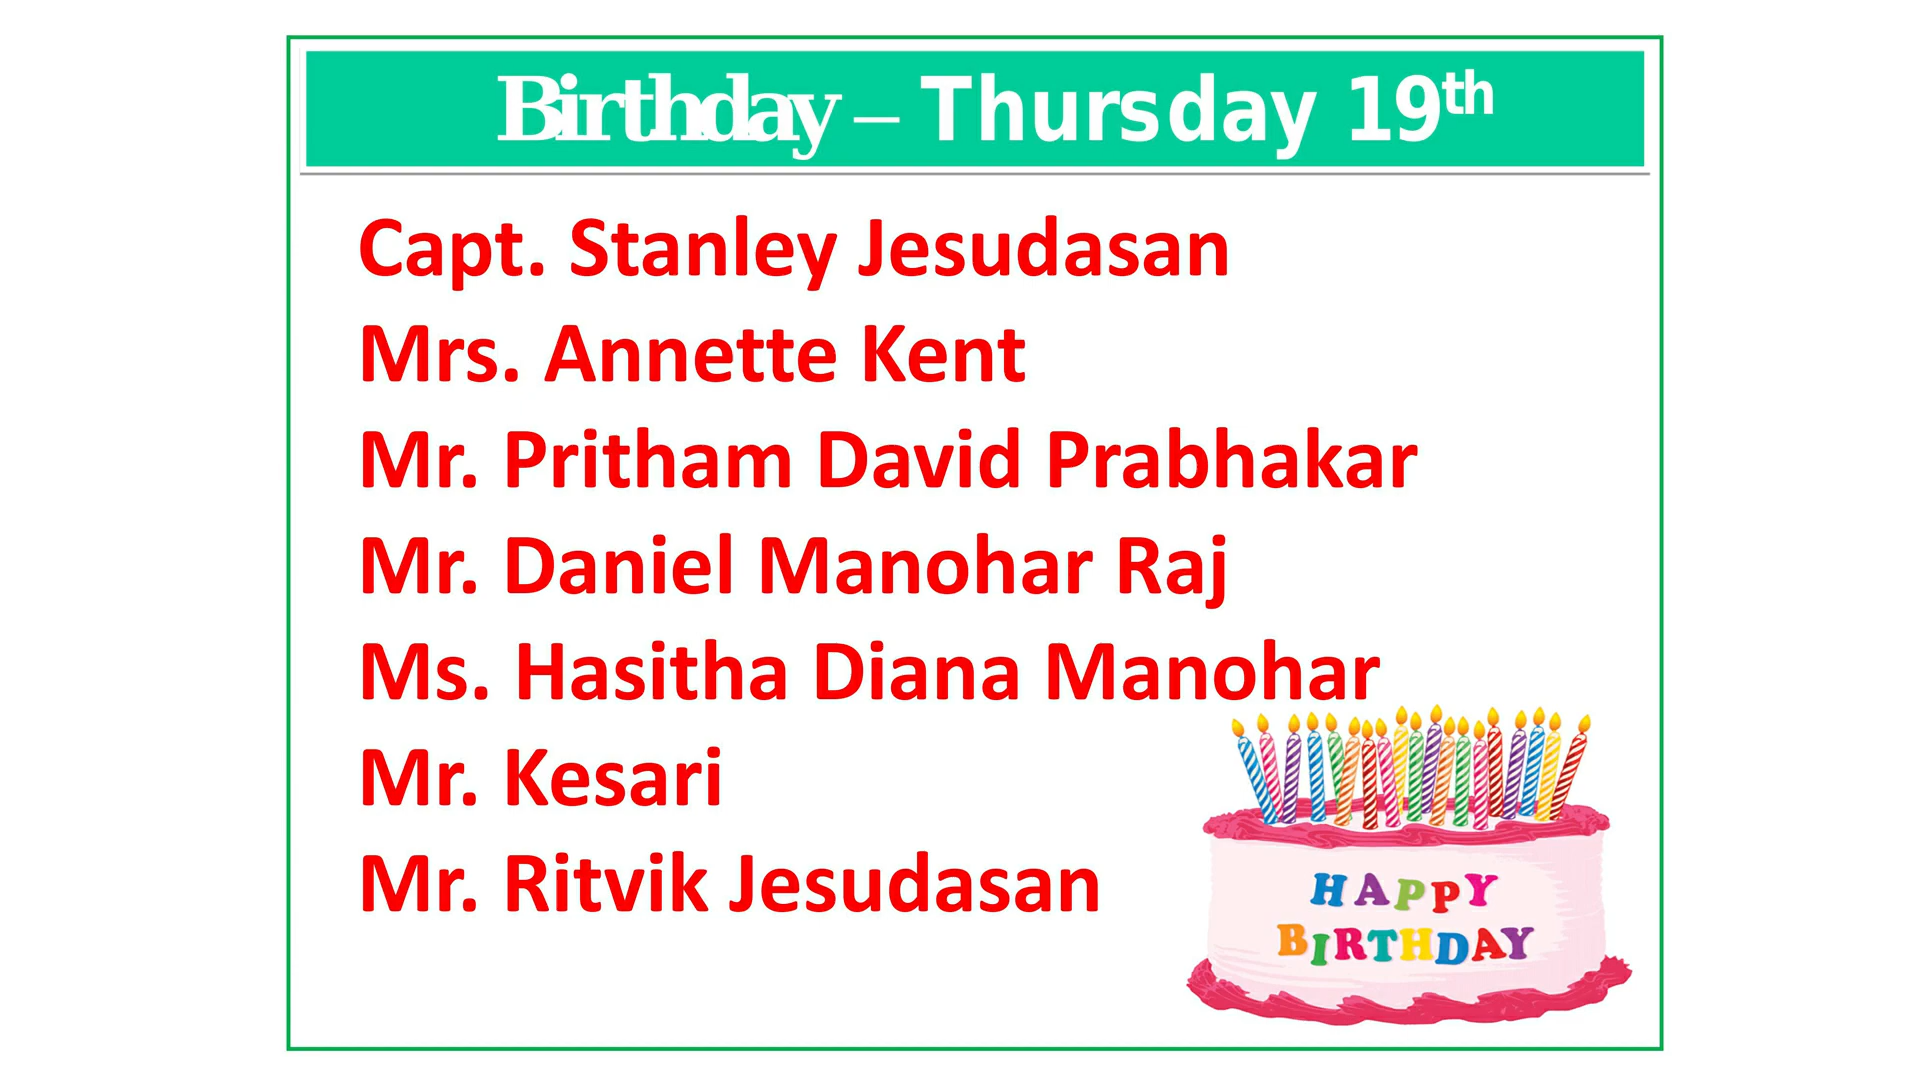 Birthday – Thursday 19th
Capt. Stanley Jesudasan
Mrs. Annette Kent
Mr. Pritham David Prabhakar
Mr. Daniel Manohar Raj
Ms. Hasitha Diana Manohar
Mr. Kesari
Mr. Ritvik Jesudasan
HAPPY
BIRTHDAY